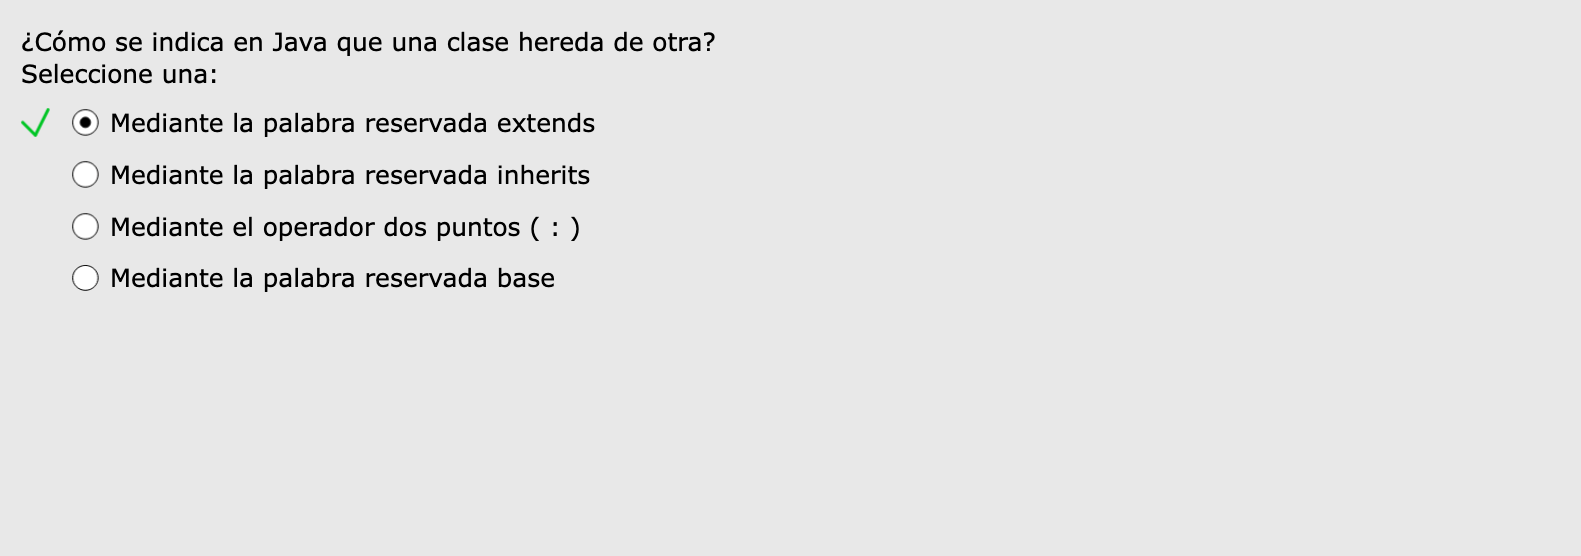 ¿Cómo se indica en Java que una clase hereda de otra?
Seleccione una:
Mediante la palabra reservada extends
Mediante la palabra reservada inherits
Mediante el operador dos puntos ( : )
Mediante la palabra reservada base